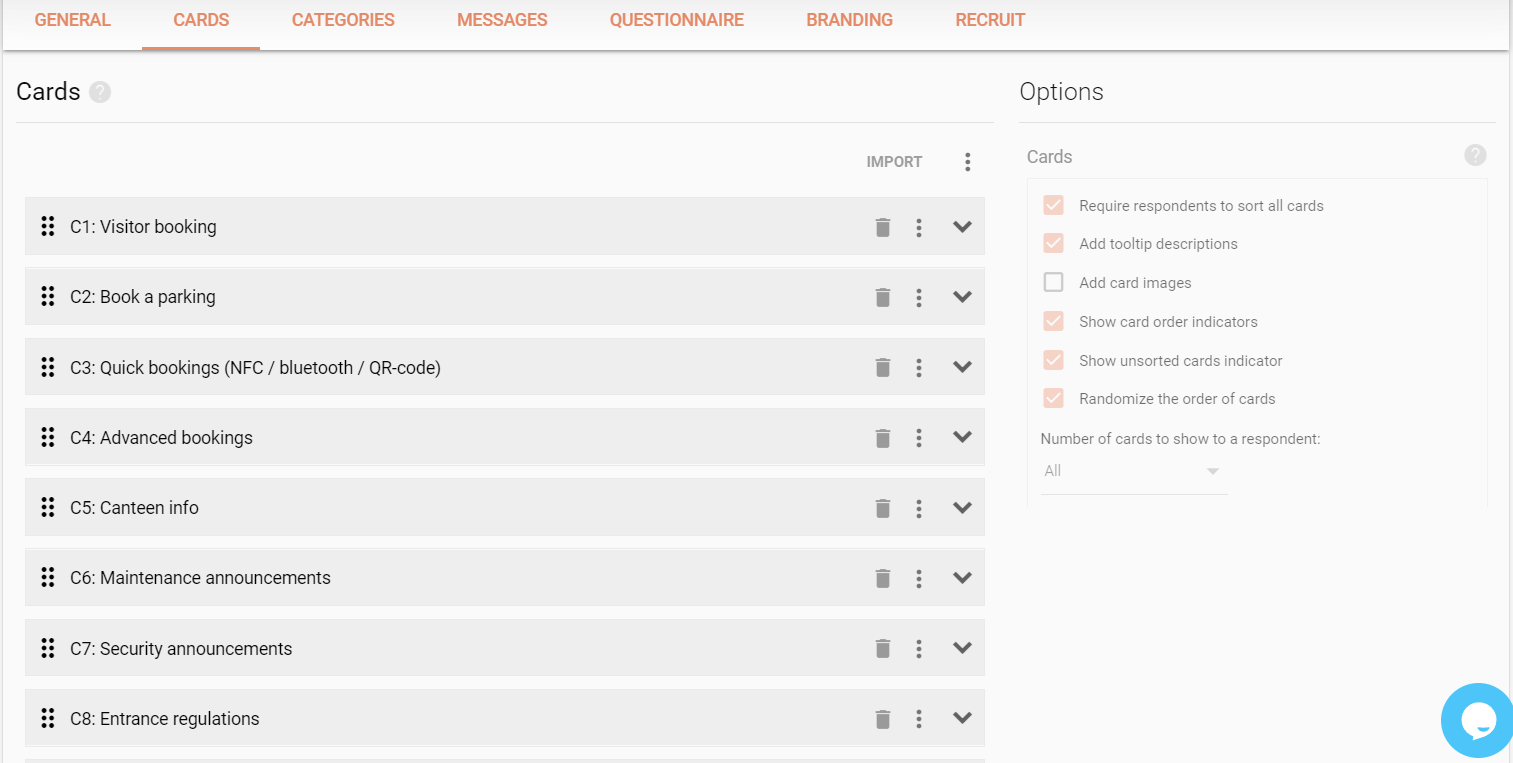 GENERAL CARDS CATEGORIES MESSAGES QUESTIONNAIRE BRANDING RECRUIT
Cards ?
IMPORT
C1: Visitor booking
C2: Book a parking
C3: Quick bookings (NFC / bluetooth / QR-code)
C4: Advanced bookings
C5: Canteen info
C6: Maintenance announcements
C7: Security announcements
C8: Entrance regulations
Options
Cards ?
Require respondents to sort all cards
Add tooltip descriptions
Add card images
Show card order indicators
Show unsorted cards indicator
Randomize the order of cards
Number of cards to show to a respondent:
All